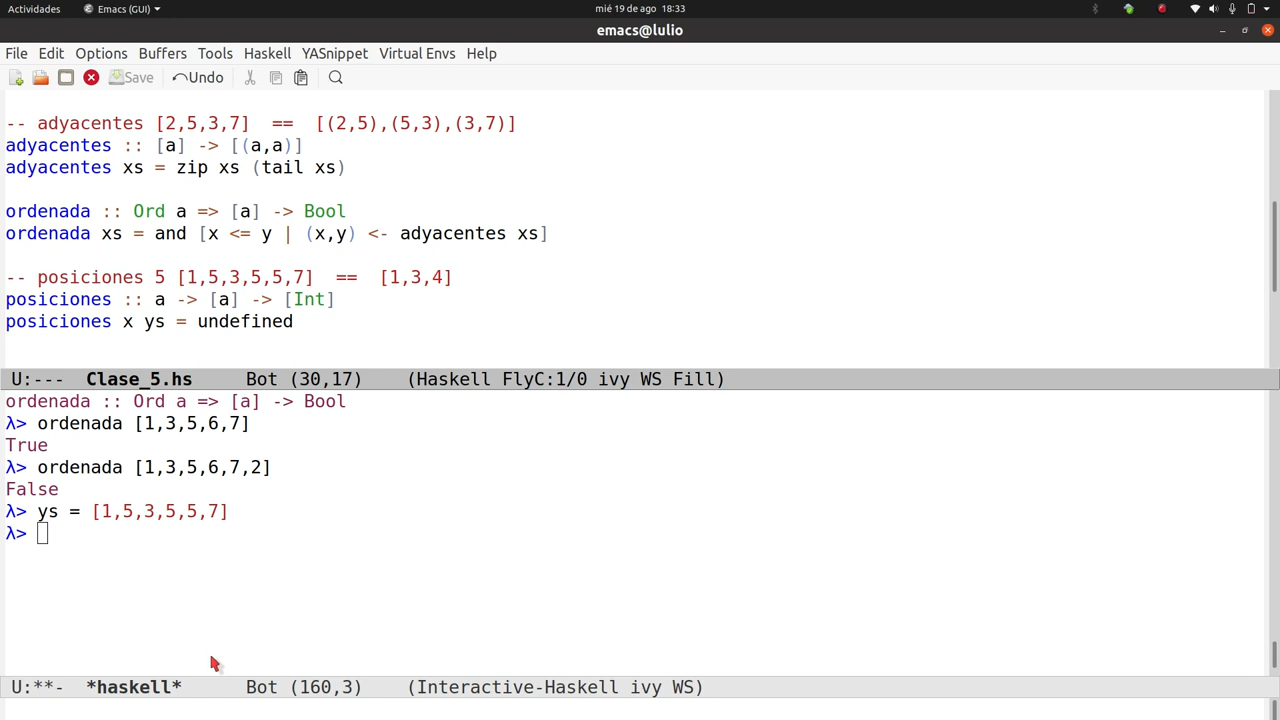 Actividades Emacs (GUI) mié 19 de ago 18:33
emacs@lulio
File Edit Options Buffers Tools Haskell YASnippet Virtual Envs Help
Save Undo
-- adyacentes [2,5,3,7]  ==  [(2,5),(5,3),(3,7)]
adyacentes :: [a] -> [(a,a)]
adyacentes xs = zip xs (tail xs)
ordenada :: Ord a => [a] -> Bool
ordenada xs = and [x <= y | (x,y) <- adyacentes xs]
-- posiciones 5 [1,5,3,5,5,7]  ==  [1,3,4]
posiciones :: a -> [a] -> [Int]
posiciones x ys = undefined
U:---  Clase_5.hs     Bot (30,17)    (Haskell FlyC:1/0 ivy WS Fill)
ordenada :: Ord a => [a] -> Bool
λ> ordenada [1,3,5,6,7]
True
λ> ordenada [1,3,5,6,7,2]
False
λ> ys = [1,5,3,5,5,7]
λ>
U:**-  *haskell*      Bot (160,3)    (Interactive-Haskell ivy WS)